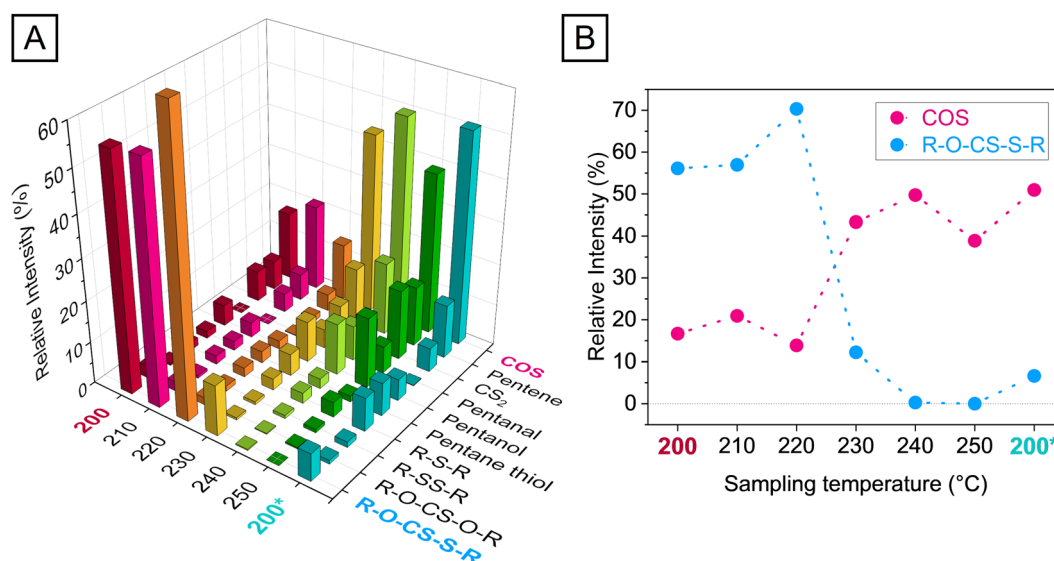 A
Relative Intensity (%)
60
50
40
30
20
10
0
200
210
220
230
240
250
200*
COS
Pentene
CS₂
Pentanal
Pentanol
Pentane thiol
R-S-R
R-SS-R
R-O-CS-O-R
R-O-CS-S-R
B
Relative Intensity (%)
70
60
50
40
30
20
10
0
COS
R-O-CS-S-R
200 210 220 230 240 250 200*
Sampling temperature (°C)